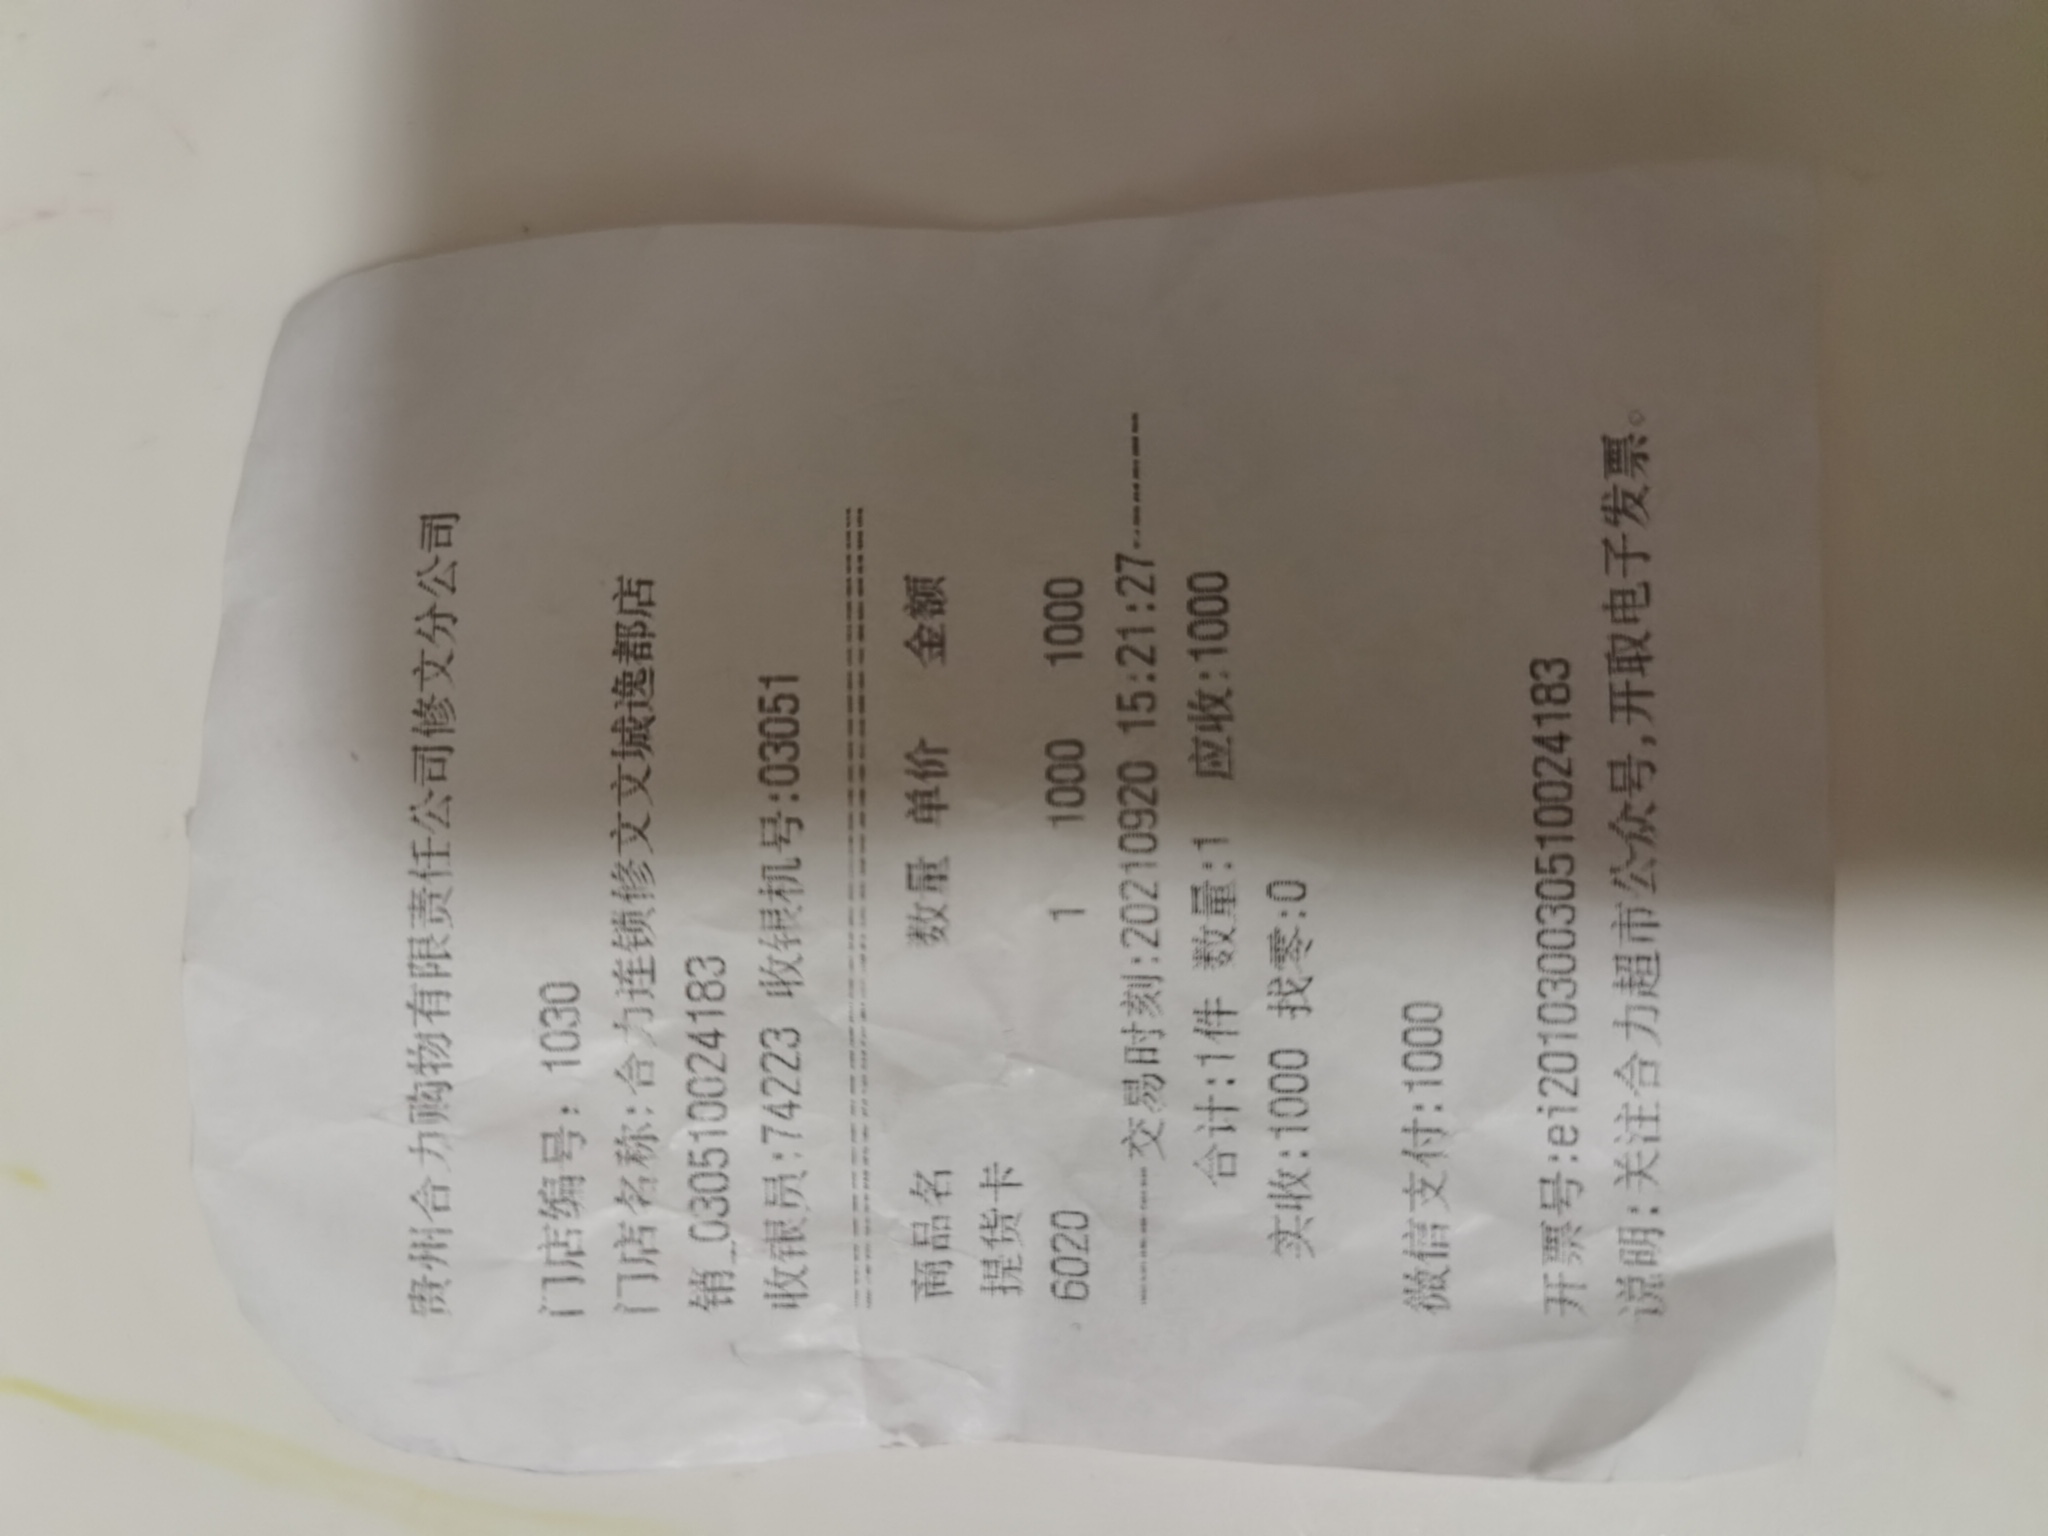 贵州合力购物有限责任公司修文分公司
门店编号: 1030
门店名称:合力连锁修文文城逸都店
销_03051002​4183
收银员:74223 收银机号:03051
================================
商品名 数量 单价 金额
提货卡
6020 1 1000 1000
--------交易时刻:20210920 15:21:27--------
合计:1件 数量:1 应收:1000
实收:1000 找零:0
微信支付:1000
开票号:ei20103003051002​4183
说明:关注合力超市公众号,开取电子发票。